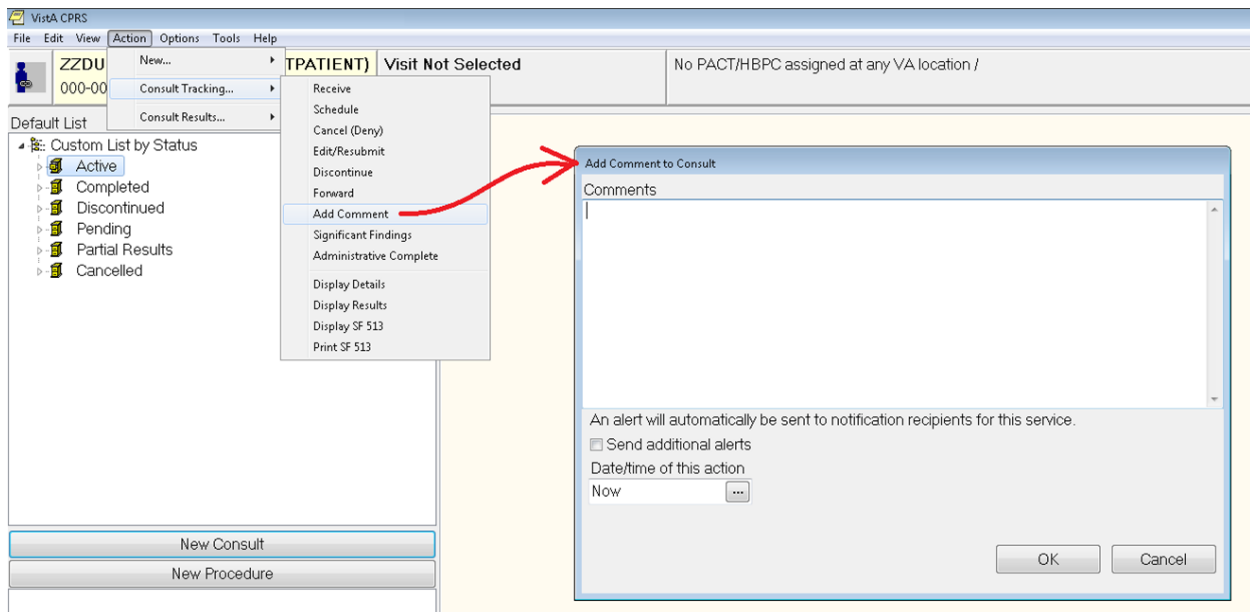 VistA CPRS
File Edit View Action Options Tools Help
ZZDU
000-00
TPATIENT)
Visit Not Selected
No PACT/HBPC assigned at any VA location /
New...
Consult Tracking...
Consult Results...
Receive
Schedule
Cancel (Deny)
Edit/Resubmit
Discontinue
Forward
Add Comment
Significant Findings
Administrative Complete
Display Details
Display Results
Display SF 513
Print SF 513
Default List
Custom List by Status
Active
Completed
Discontinued
Pending
Partial Results
Cancelled
New Consult
New Procedure
Add Comment to Consult
Comments
An alert will automatically be sent to notification recipients for this service.
Send additional alerts
Date/time of this action
Now
...
OK
Cancel